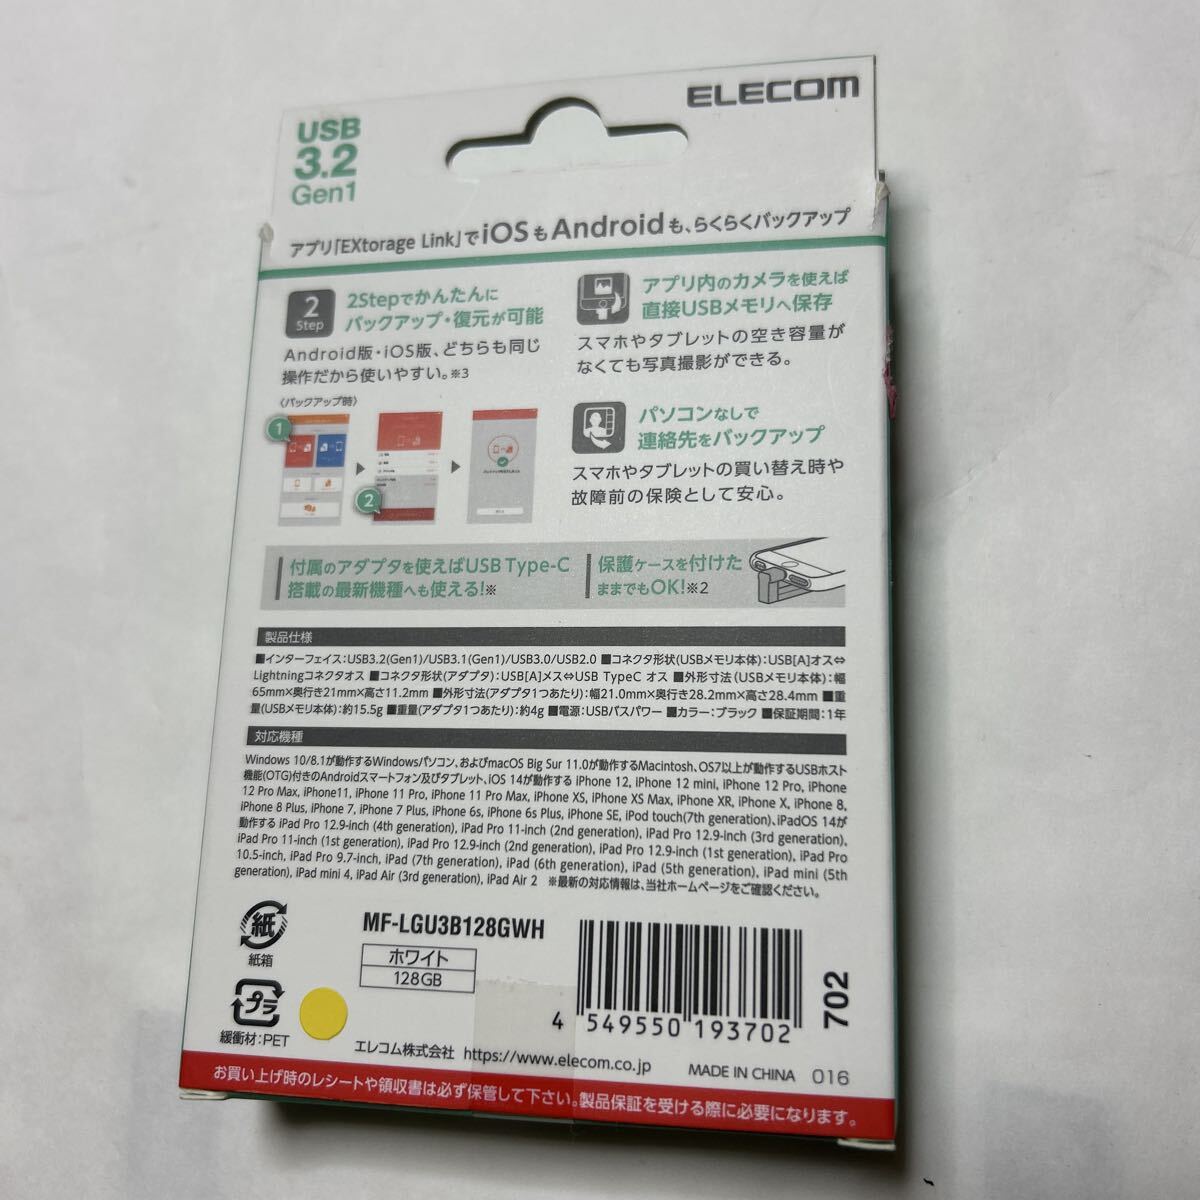 ELECOM
USB
3.2
Gen1
アプリ「EXtorage Link」でiOSもAndroidも、らくらくバックアップ
2
Step
2Stepでかんたんに
バックアップ・復元が可能
Android版・iOS版、どちらも同じ
操作だから使いやすい。※3
〈バックアップ時〉
1
2
アプリ内のカメラを使えば
直接USBメモリへ保存
スマホやタブレットの空き容量が
なくても写真撮影ができる。
パソコンなしで
連絡先をバックアップ
スマホやタブレットの買い替え時や
故障前の保険として安心。
付属のアダプタを使えばUSB Type-C
搭載の最新機種へも使える!※
保護ケースを付けた
ままでもOK!※2
製品仕様
■インターフェイス:USB3.2(Gen1)/USB3.1(Gen1)/USB3.0/USB2.0 ■コネクタ形状(USBメモリ本体):USB[A]オス⇔
Lightningコネクタオス ■コネクタ形状(アダプタ):USB[A]メス⇔USB TypeC オス ■外形寸法(USBメモリ本体):幅
65mm×奥行き21mm×高さ11.2mm ■外形寸法(アダプタ1つあたり):幅21.0mm×奥行き28.2mm×高さ28.4mm ■重
量(USBメモリ本体):約15.5g ■重量(アダプタ1つあたり):約4g ■電源:USBバスパワー ■カラー:ブラック ■保証期間:1年
対応機種
Windows 10/8.1が動作するWindowsパソコン、およびmacOS Big Sur 11.0が動作するMacintosh、OS7以上が動作するUSBホスト
機能(OTG)付きのAndroidスマートフォン及びタブレット、iOS 14が動作する iPhone 12, iPhone 12 mini, iPhone 12 Pro, iPhone
12 Pro Max, iPhone11, iPhone 11 Pro, iPhone 11 Pro Max, iPhone XS, iPhone XS Max, iPhone XR, iPhone X, iPhone 8,
iPhone 8 Plus, iPhone 7, iPhone 7 Plus, iPhone 6s, iPhone 6s Plus, iPhone SE, iPod touch(7th generation)、iPadOS 14が
動作する iPad Pro 12.9-inch (4th generation), iPad Pro 11-inch (2nd generation), iPad Pro 12.9-inch (3rd generation),
iPad Pro 11-inch (1st generation), iPad Pro 12.9-inch (2nd generation), iPad Pro 12.9-inch (1st generation), iPad Pro
10.5-inch, iPad Pro 9.7-inch, iPad (7th generation), iPad (6th generation), iPad (5th generation), iPad mini (5th
generation), iPad mini 4, iPad Air (3rd generation), iPad Air 2 ※最新の対応情報は、当社ホームページをご確認ください。
紙
紙箱
プラ
緩衝材:PET
MF-LGU3B128GWH
ホワイト
128GB
4 549550 193702
702
エレコム株式会社 https://www.elecom.co.jp
MADE IN CHINA 016
お買い上げ時のレシートや領収書は必ず保管して下さい。製品保証を受ける際に必要になります。